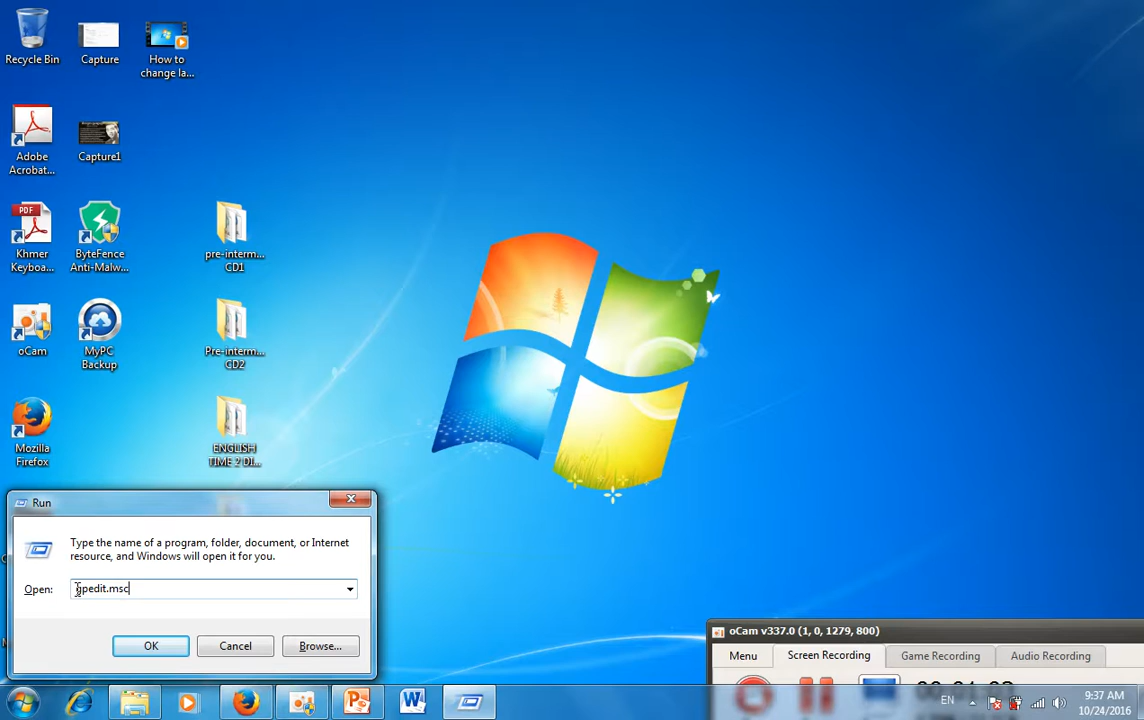 Recycle Bin
Capture
How to
change la...
Adobe
Acrobat...
Capture1
PDF
Khmer
Keyboa...
ByteFence
Anti-Malw...
pre-interm...
CD1
oCam
MyPC
Backup
Pre-interm...
CD2
Mozilla
Firefox
ENGLISH
TIME 2 DI...
Run
Type the name of a program, folder, document, or Internet
resource, and Windows will open it for you.
Open:
gpedit.msc
OK
Cancel
Browse...
oCam v337.0 (1, 0, 1279, 800)
Menu
Screen Recording
Game Recording
Audio Recording
EN
9:37 AM
10/24/2016